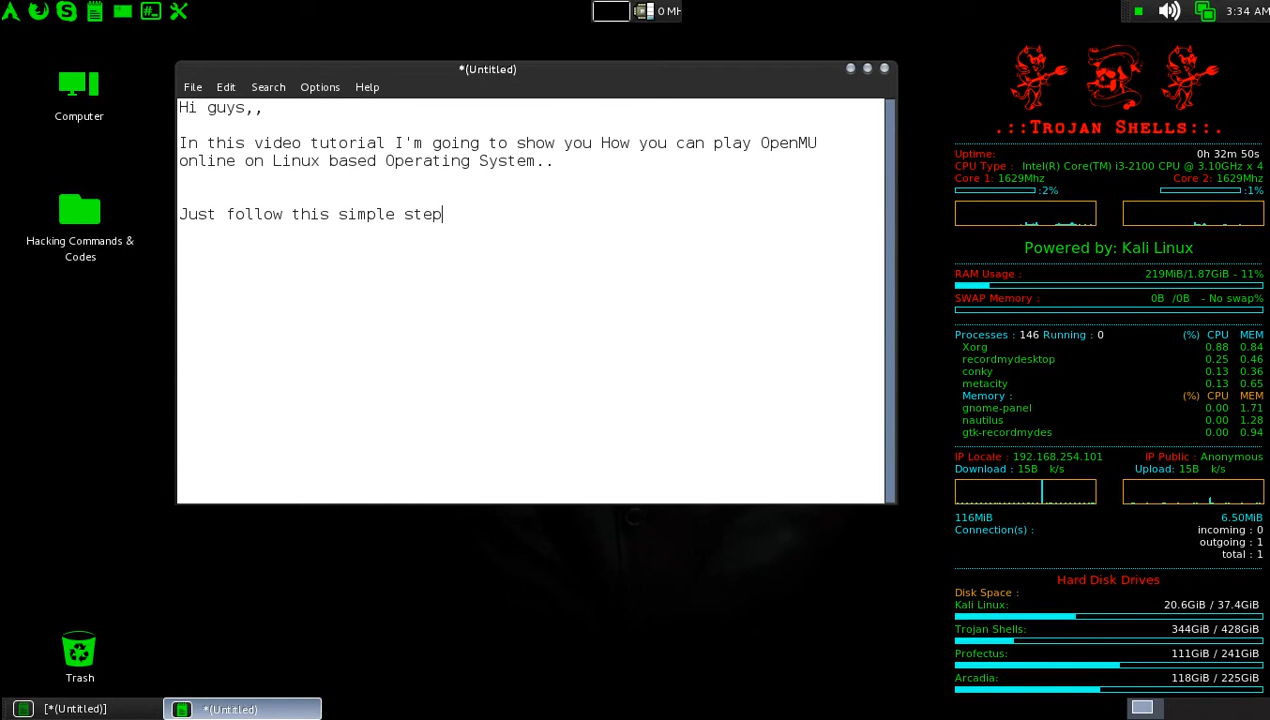 0 MH
3:34 AM
Computer
Hacking Commands &
Codes
Trash
*(Untitled)
File Edit Search Options Help
Hi guys,,
In this video tutorial I'm going to show you How you can play OpenMU
online on Linux based Operating System..
Just follow this simple step
.::Trojan Shells::.
Uptime: 0h 32m 50s
CPU Type : Intel(R) Core(TM) i3-2100 CPU @ 3.10GHz x 4
Core 1: 1629Mhz Core 2: 1629Mhz
:2% :1%
Powered by: Kali Linux
RAM Usage : 219MiB/1.87GiB - 11%
SWAP Memory : 0B /0B - No swap%
Processes : 146 Running : 0 (%) CPU MEM
Xorg 0.88 0.84
recordmydesktop 0.25 0.46
conky 0.13 0.36
metacity 0.13 0.65
Memory : (%) CPU MEM
gnome-panel 0.00 1.71
nautilus 0.00 1.28
gtk-recordmydes 0.00 0.94
IP Locale : 192.168.254.101 IP Public : Anonymous
Download : 15B k/s Upload: 15B k/s
116MiB 6.50MiB
Connection(s) : incoming : 0
outgoing : 1
total : 1
Hard Disk Drives
Disk Space :
Kali Linux: 20.6GiB / 37.4GiB
Trojan Shells: 344GiB / 428GiB
Profectus: 111GiB / 241GiB
Arcadia: 118GiB / 225GiB
[*(Untitled)] *(Untitled)